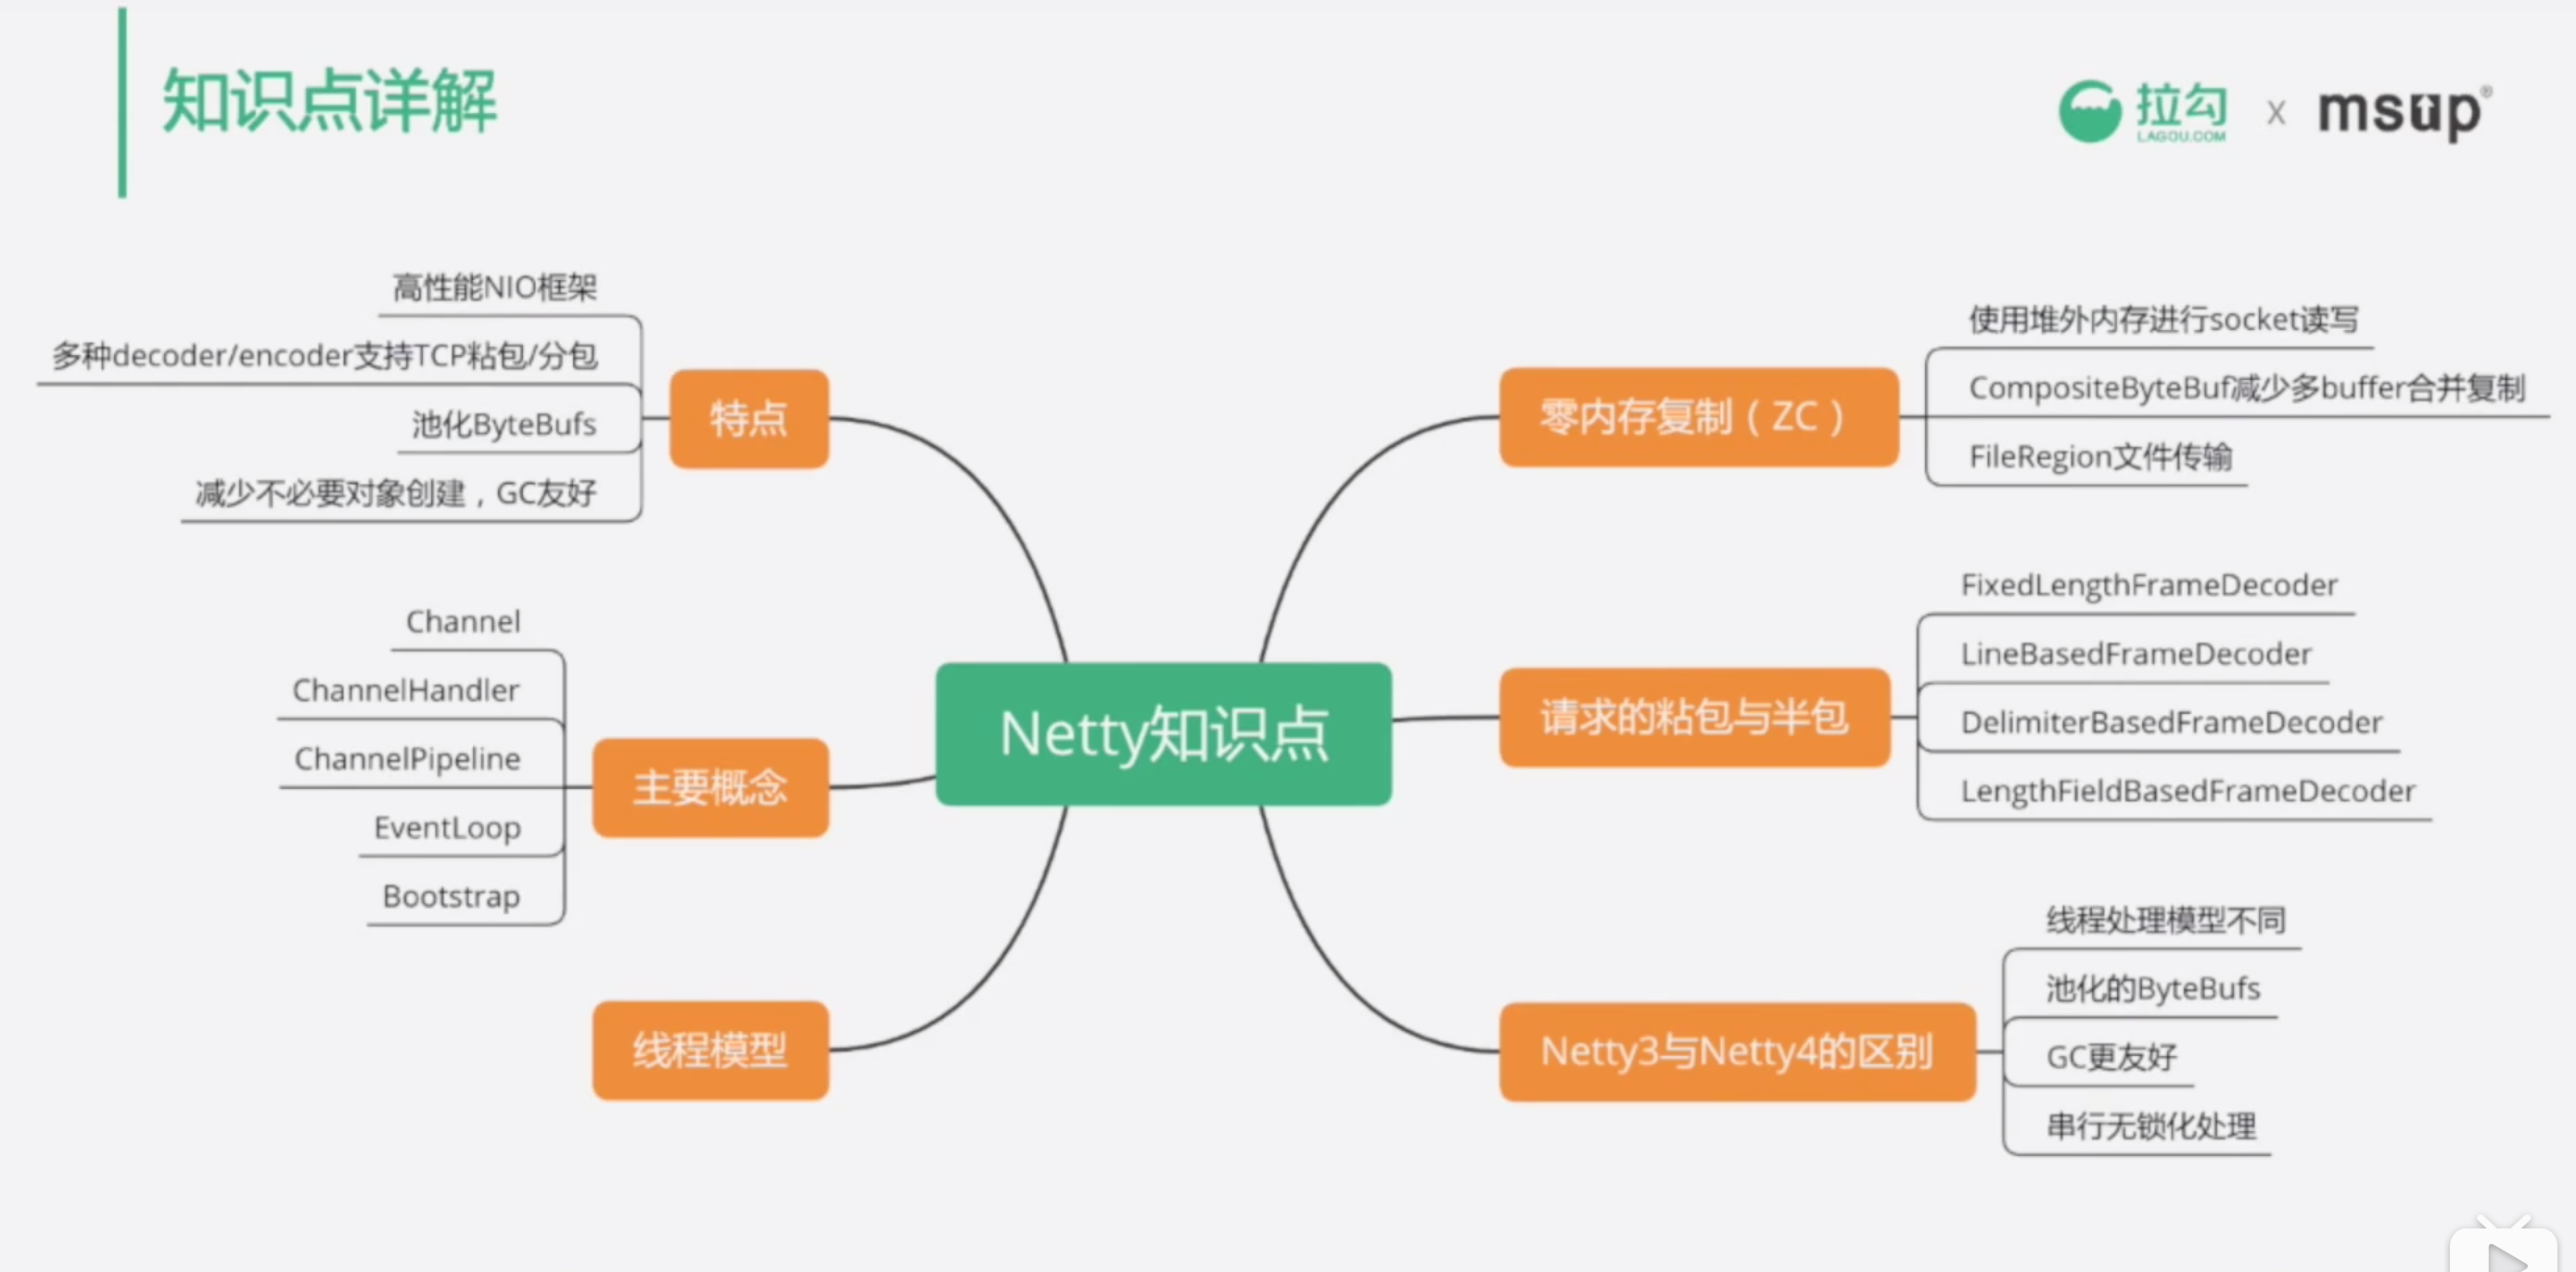 知识点详解
拉勾
LAGOU.COM
x
msup®
高性能NIO框架
多种decoder/encoder支持TCP粘包/分包
池化ByteBufs
减少不必要对象创建，GC友好
特点
Channel
ChannelHandler
ChannelPipeline
EventLoop
Bootstrap
主要概念
线程模型
Netty知识点
零内存复制（ZC）
使用堆外内存进行socket读写
CompositeByteBuf减少多buffer合并复制
FileRegion文件传输
请求的粘包与半包
FixedLengthFrameDecoder
LineBasedFrameDecoder
DelimiterBasedFrameDecoder
LengthFieldBasedFrameDecoder
Netty3与Netty4的区别
线程处理模型不同
池化的ByteBufs
GC更友好
串行无锁化处理